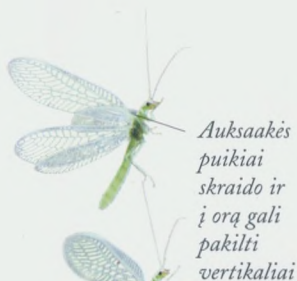 Auksaakės
puikiai
skraido ir
į orą gali
pakilti
vertikaliai